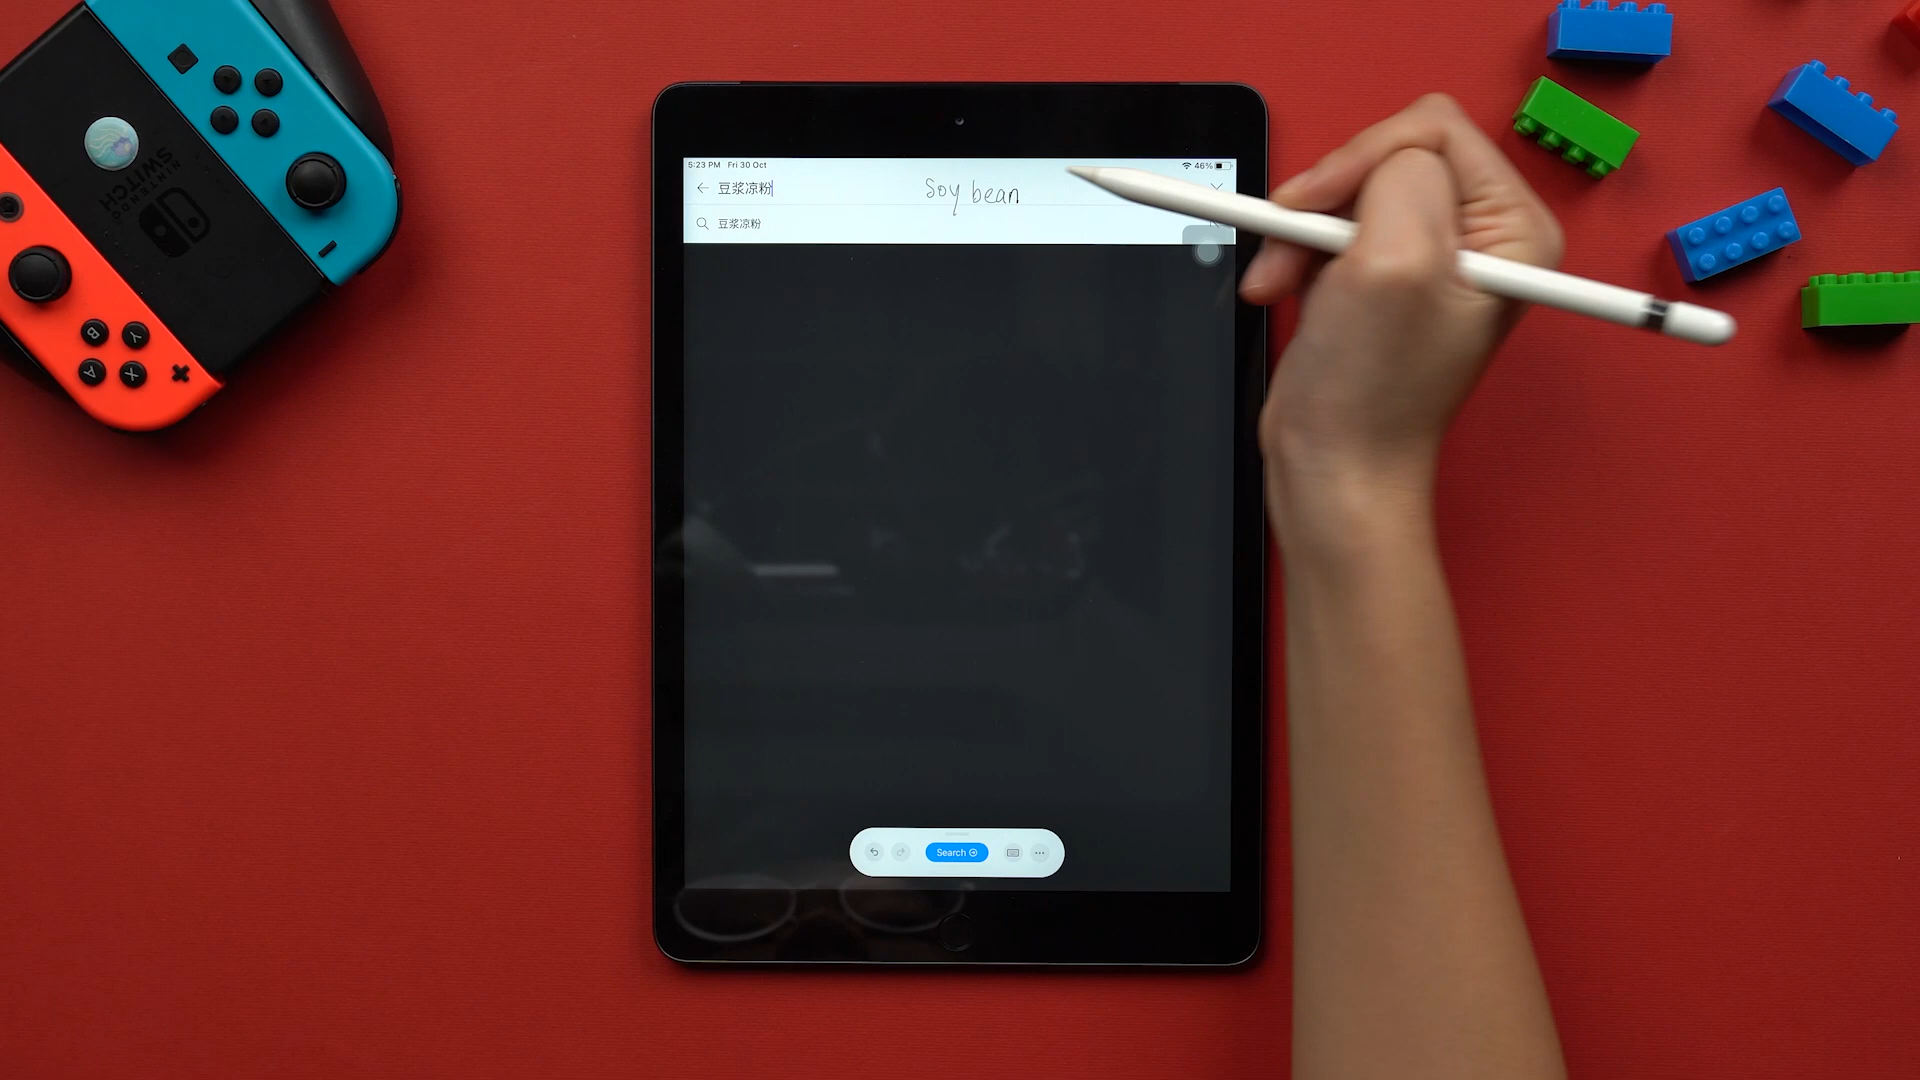 5:23 PM Fri 30 Oct 46%
豆浆凉粉 Soy bean
豆浆凉粉
Search
NINTENDO
SWITCH
Y
B
X
A